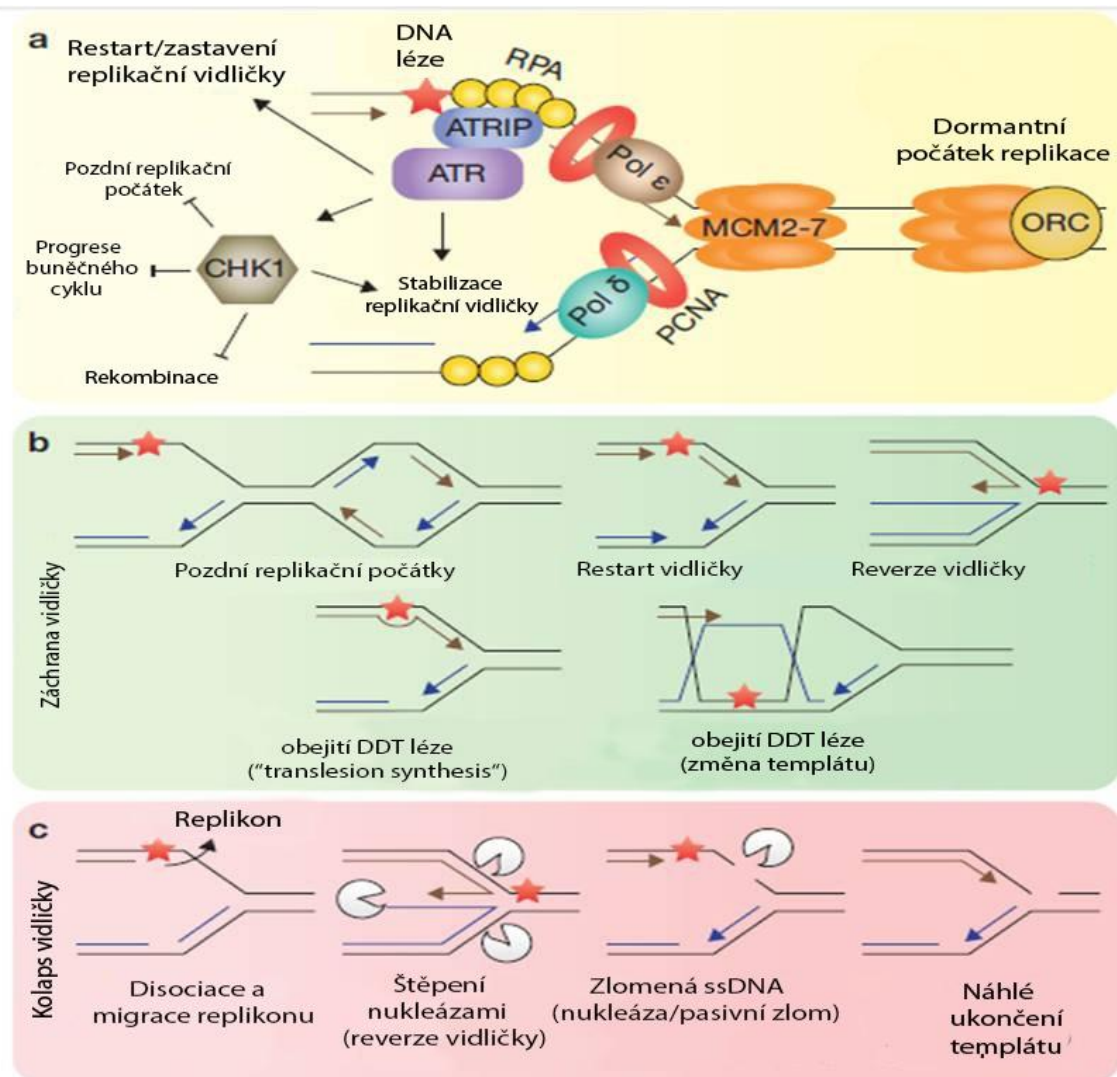 a
Restart/zastavení
replikační vidličky
DNA
léze
RPA
ATRIP
ATR
Pol ε
Dormantní
počátek replikace
MCM2-7
ORC
Pozdní replikační
počátek
Progrese
buněčného
cyklu
CHK1
Stabilizace
replikační vidličky
Pol δ
PCNA
Rekombinace
b
Záchrana vidličky
Pozdní replikační počátky
Restart vidličky
Reverze vidličky
obejití DDT léze
("translesion synthesis")
obejití DDT léze
(změna templátu)
c
Kolaps vidličky
Replikon
Disociace a
migrace replikonu
Štěpení
nukleázami
(reverze vidličky)
Zlomená ssDNA
(nukleáza/pasivní zlom)
Náhlé
ukončení
templátu